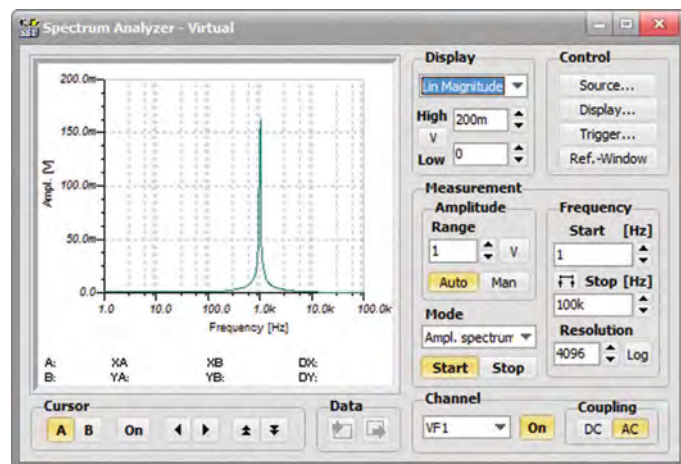 Spectrum Analyzer - Virtual
200.0m
150.0m
100.0m
50.0m
0.0
Ampl. [V]
1.0 10.0 100.0 1.0k 10.0k 100.0k
Frequency [Hz]
A: XA XB DX:
B: YA: YB: DY:
Cursor
A B On
Data
Display
Lin Magnitude
High 200m
V
Low 0
Control
Source...
Display...
Trigger...
Ref.-Window
Measurement
Amplitude
Range
1 V
Auto Man
Mode
Ampl. spectrum
Start Stop
Frequency
Start [Hz]
1
Stop [Hz]
100k
Resolution
4096 Log
Channel
VF1 On
Coupling
DC AC